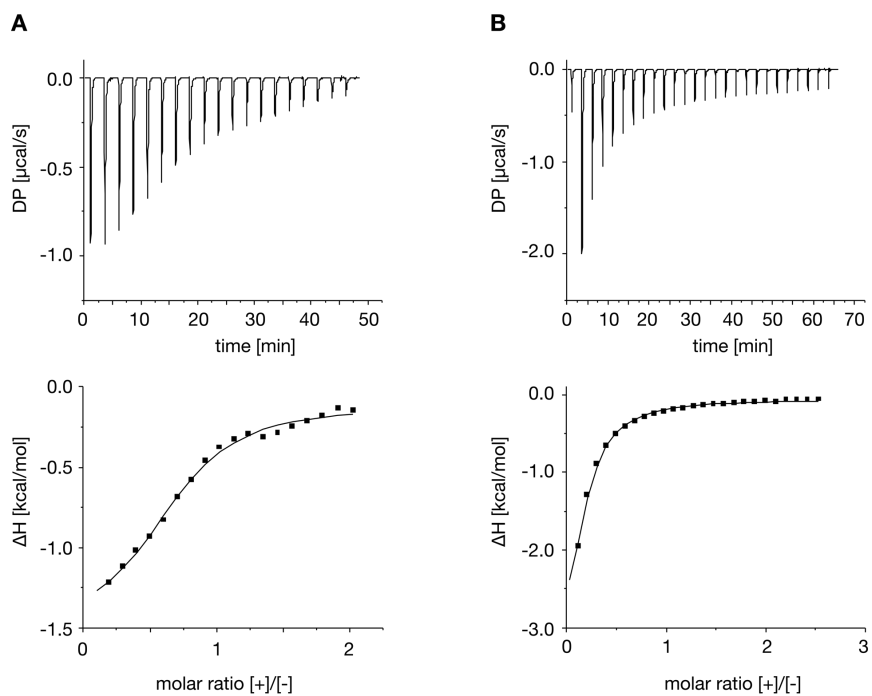 A
DP [µcal/s]
0.0
-0.5
-1.0
0 10 20 30 40 50
time [min]
ΔH [kcal/mol]
0.0
-0.5
-1.0
-1.5
0 1 2
molar ratio [+]/[-]
B
DP [µcal/s]
0.0
-1.0
-2.0
0 10 20 30 40 50 60 70
time [min]
ΔH [kcal/mol]
0.0
-1.0
-2.0
-3.0
0 1 2 3
molar ratio [+]/[-]